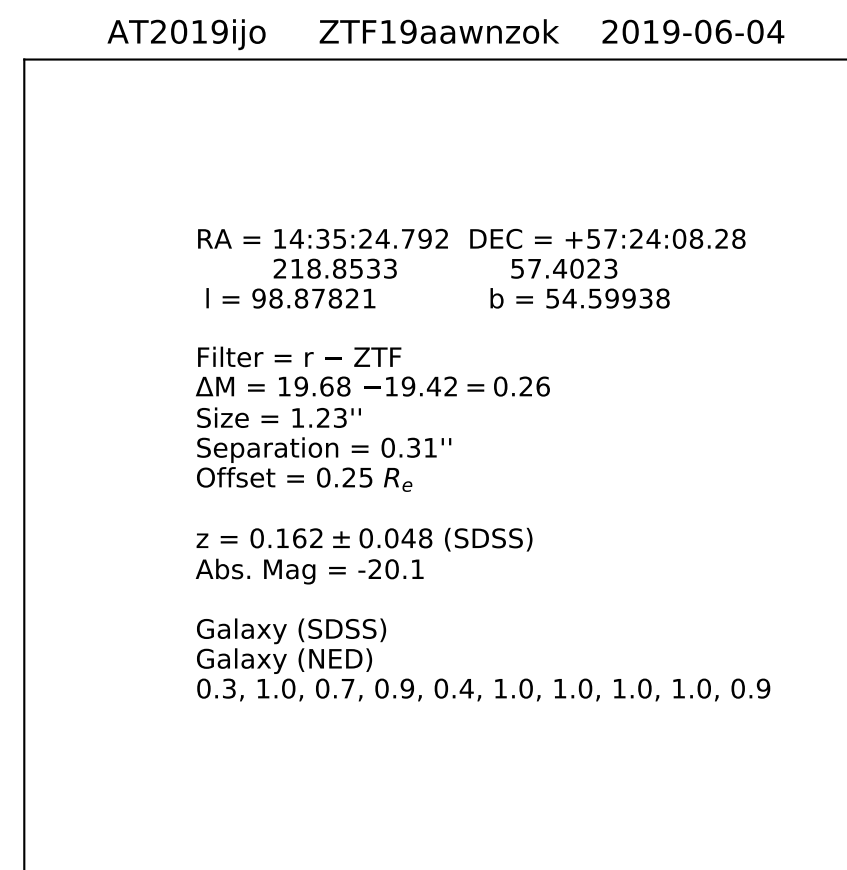 AT2019ijo ZTF19aawnzok 2019-06-04
RA = 14:35:24.792 DEC = +57:24:08.28
218.8533 57.4023
l = 98.87821 b = 54.59938
Filter = r − ZTF
ΔM = 19.68 −19.42 = 0.26
Size = 1.23''
Separation = 0.31''
Offset = 0.25 Rₑ
z = 0.162 ± 0.048 (SDSS)
Abs. Mag = -20.1
Galaxy (SDSS)
Galaxy (NED)
0.3, 1.0, 0.7, 0.9, 0.4, 1.0, 1.0, 1.0, 1.0, 0.9